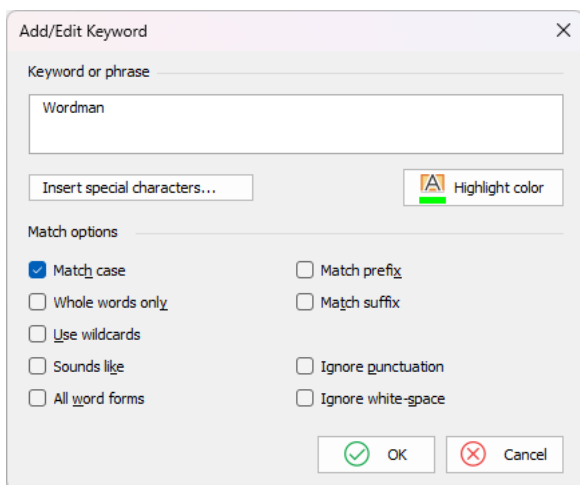 Add/Edit Keyword
Keyword or phrase
Wordman
Insert special characters...
A Highlight color
Match options
Match case
Match prefix
Whole words only
Match suffix
Use wildcards
Sounds like
Ignore punctuation
All word forms
Ignore white-space
OK
Cancel